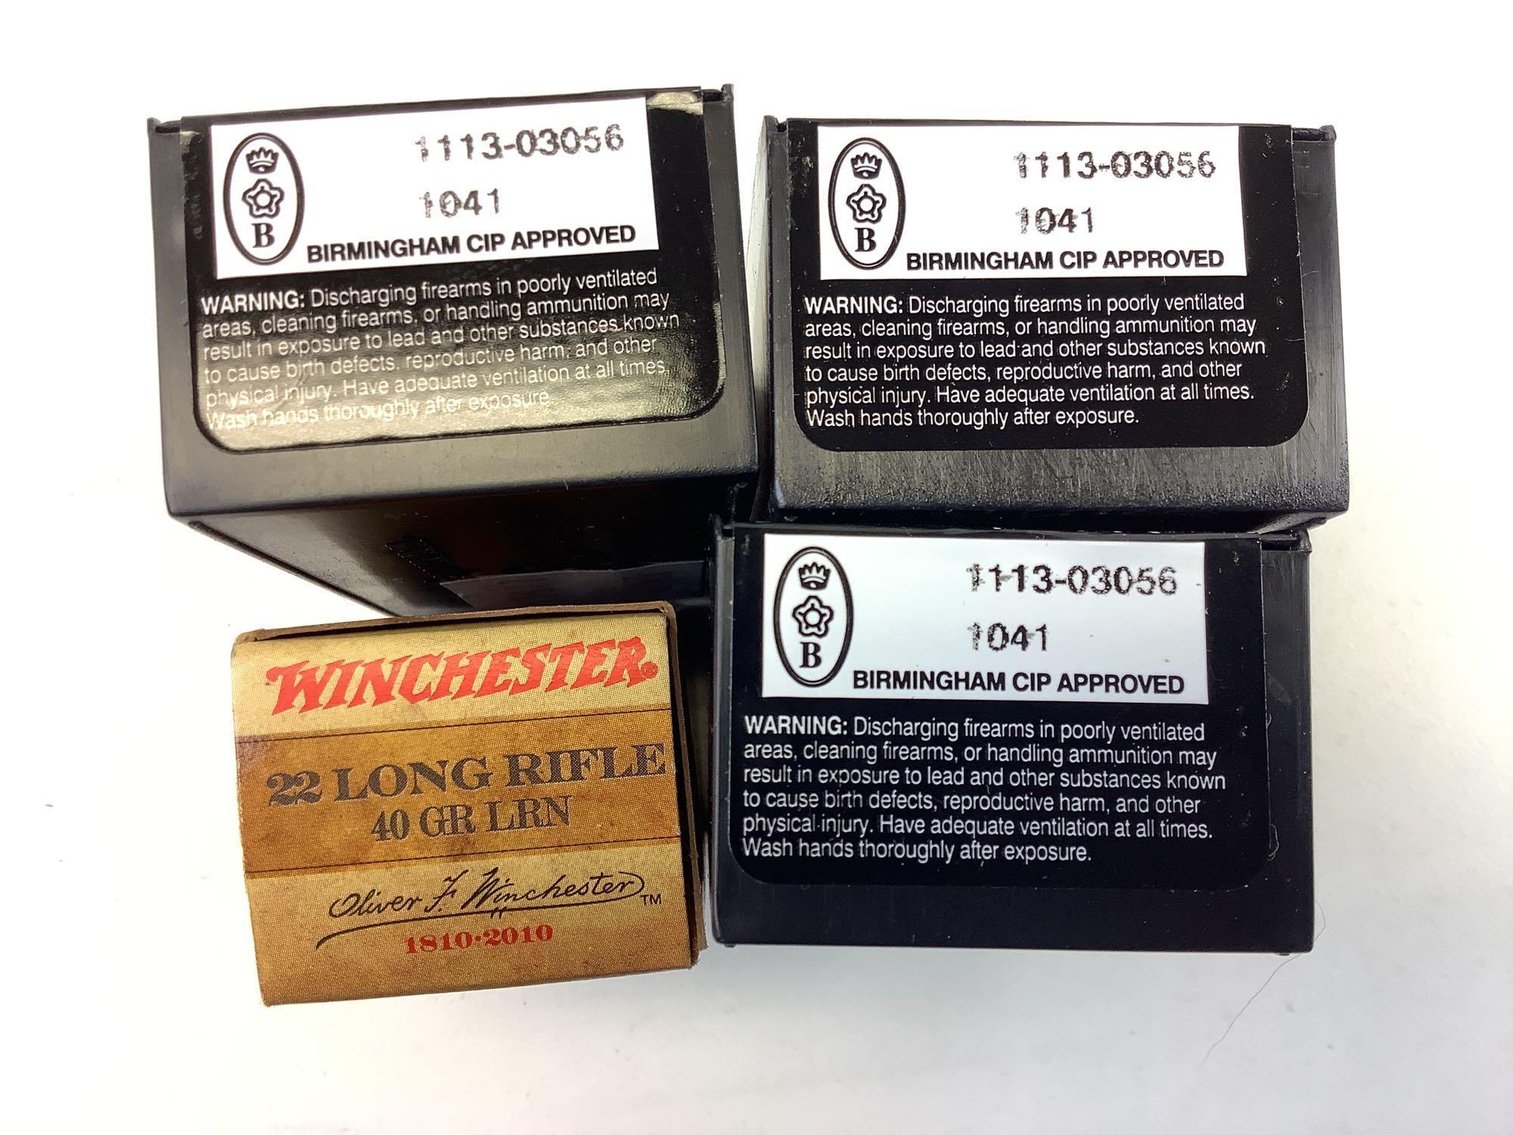 1113-03056
1041
B
BIRMINGHAM CIP APPROVED
WARNING: Discharging firearms in poorly ventilated
areas, cleaning firearms, or handling ammunition may
result in exposure to lead and other substances known
to cause birth defects, reproductive harm, and other
physical injury. Have adequate ventilation at all times.
Wash hands thoroughly after exposure.
1113-03056
1041
B
BIRMINGHAM CIP APPROVED
WARNING: Discharging firearms in poorly ventilated
areas, cleaning firearms, or handling ammunition may
result in exposure to lead and other substances known
to cause birth defects, reproductive harm, and other
physical injury. Have adequate ventilation at all times.
Wash hands thoroughly after exposure.
WINCHESTER®
22 LONG RIFLE
40 GR LRN
Oliver F. Winchester™
1810·2010
1113-03056
1041
B
BIRMINGHAM CIP APPROVED
WARNING: Discharging firearms in poorly ventilated
areas, cleaning firearms, or handling ammunition may
result in exposure to lead and other substances known
to cause birth defects, reproductive harm, and other
physical injury. Have adequate ventilation at all times.
Wash hands thoroughly after exposure.